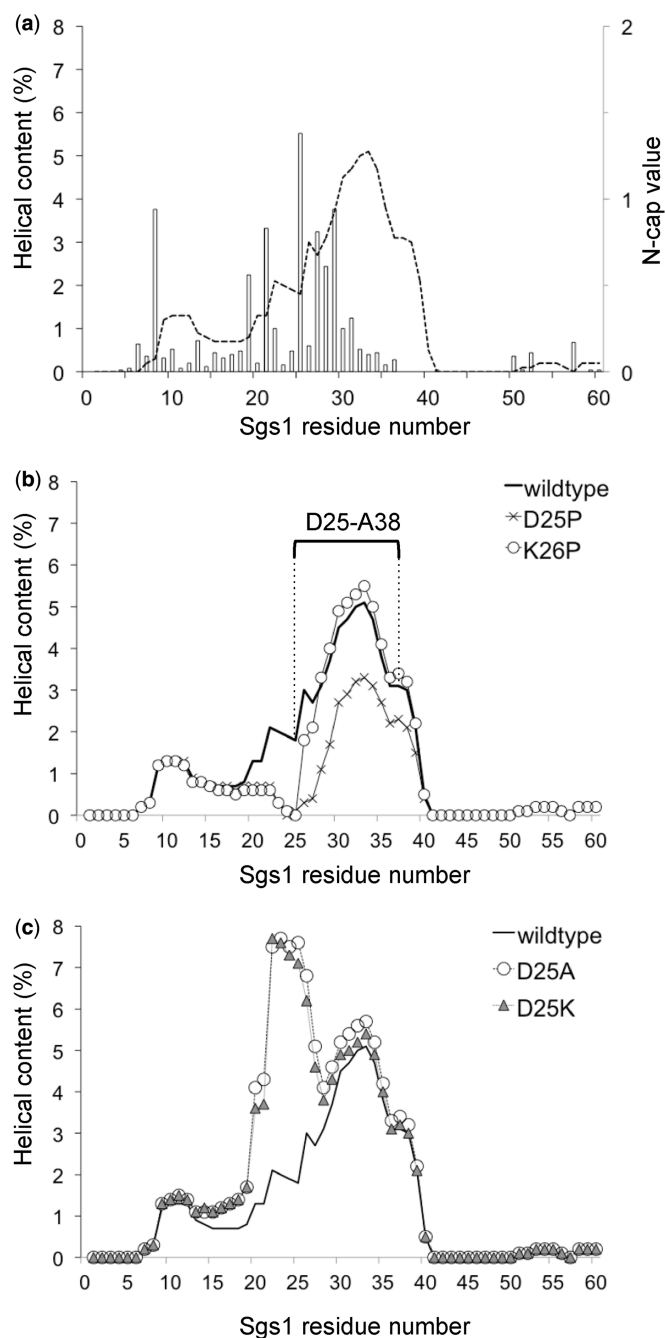 (a)
Helical content (%)
8
7
6
5
4
3
2
1
0
2
1
0
N-cap value
0 10 20 30 40 50 60
Sgs1 residue number
(b)
Helical content (%)
8
7
6
5
4
3
2
1
0
D25-A38
wildtype
D25P
K26P
0 5 10 15 20 25 30 35 40 45 50 55 60
Sgs1 residue number
(c)
Helical content (%)
8
7
6
5
4
3
2
1
0
wildtype
D25A
D25K
0 5 10 15 20 25 30 35 40 45 50 55 60
Sgs1 residue number